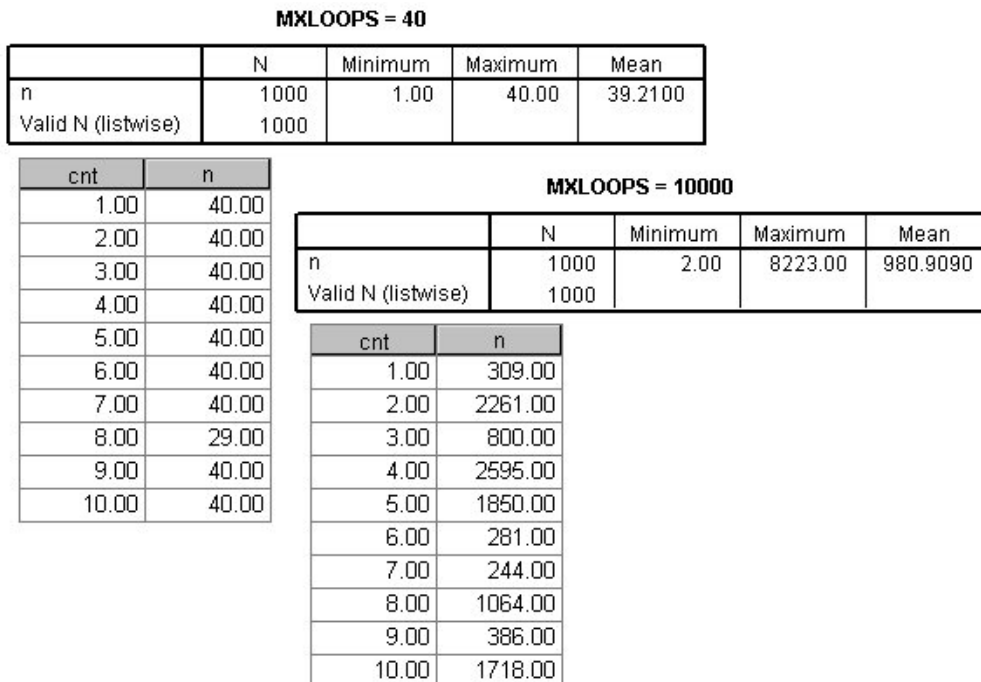 MXLOOPS = 40
N Minimum Maximum Mean
n 1000 1.00 40.00 39.2100
Valid N (listwise) 1000
cnt n
1.00 40.00
2.00 40.00
3.00 40.00
4.00 40.00
5.00 40.00
6.00 40.00
7.00 40.00
8.00 29.00
9.00 40.00
10.00 40.00
MXLOOPS = 10000
N Minimum Maximum Mean
n 1000 2.00 8223.00 980.9090
Valid N (listwise) 1000
cnt n
1.00 309.00
2.00 2261.00
3.00 800.00
4.00 2595.00
5.00 1850.00
6.00 281.00
7.00 244.00
8.00 1064.00
9.00 386.00
10.00 1718.00